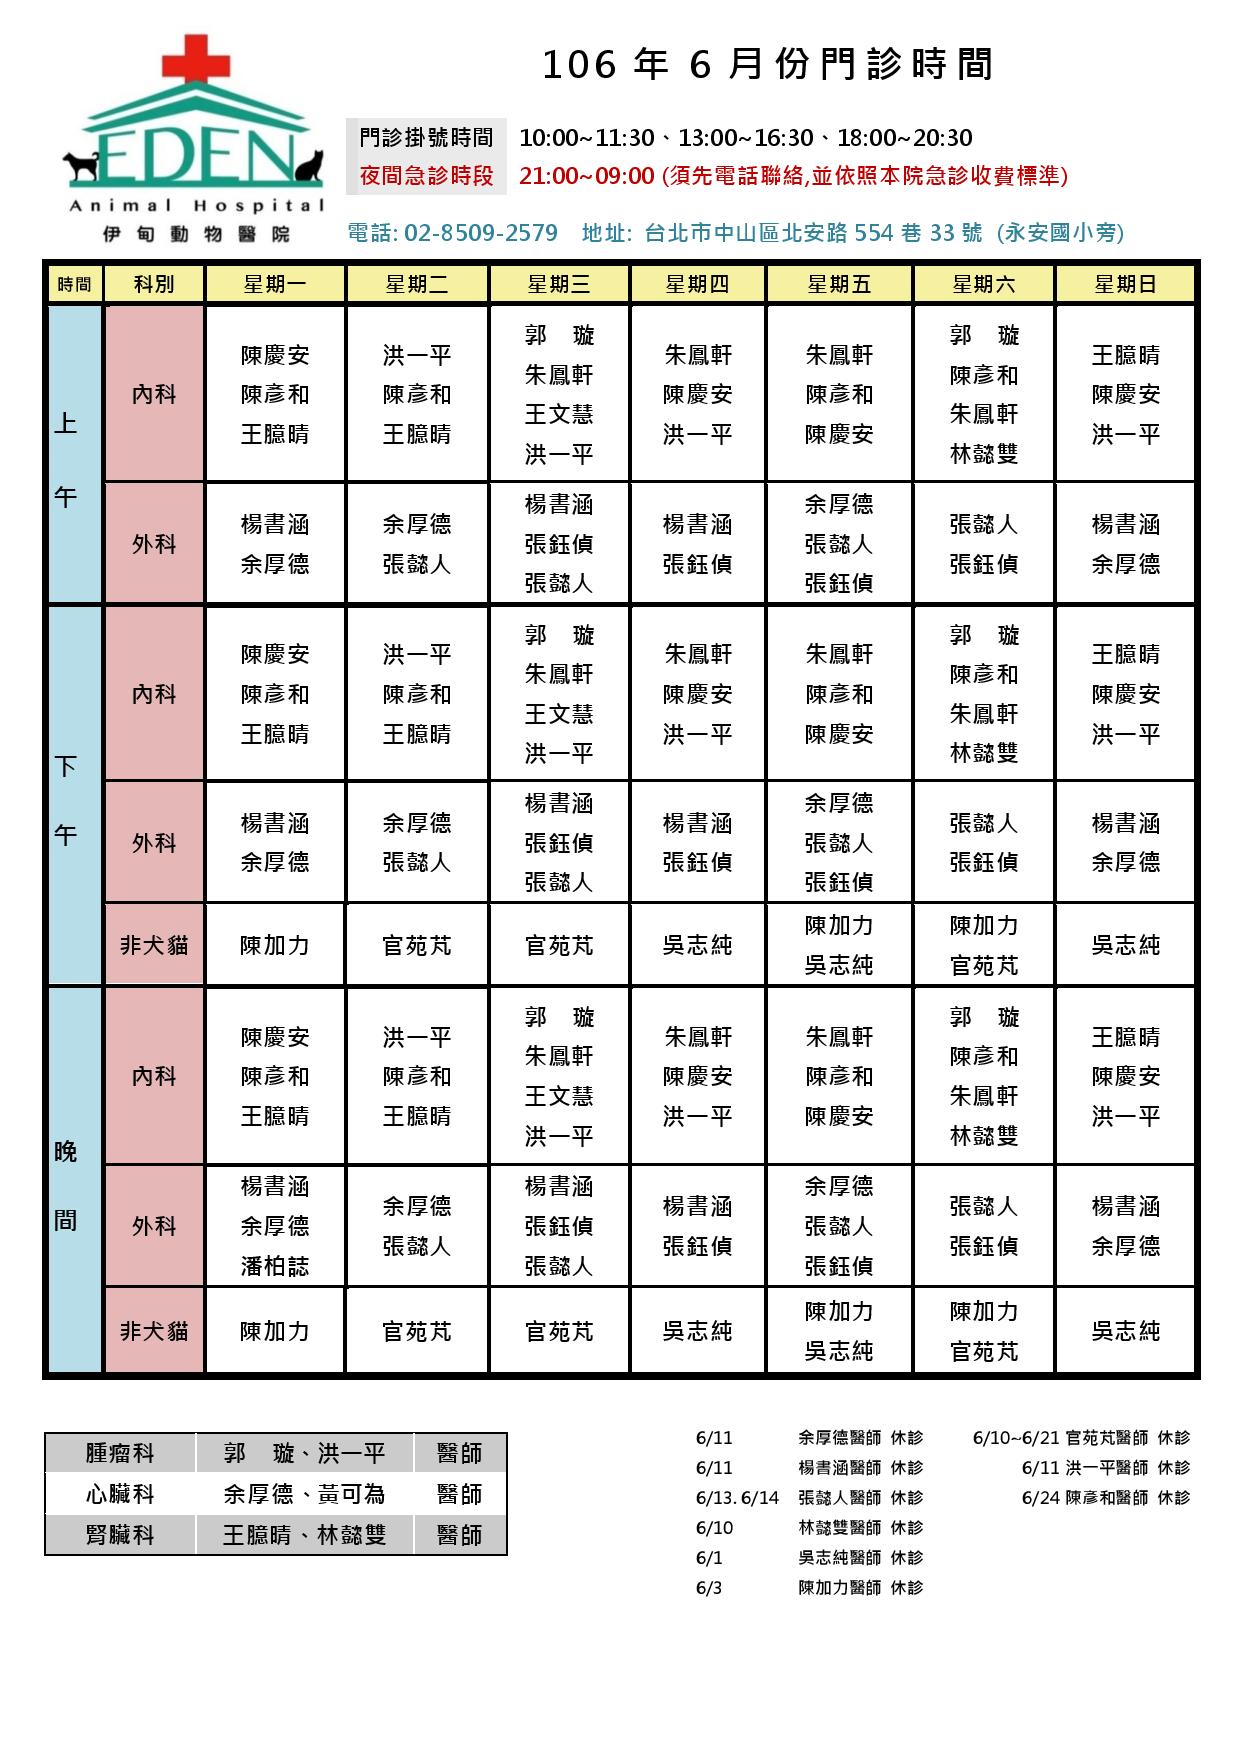 106 年 6 月份門診時間
EDEN
Animal Hospital
伊甸動物醫院
門診掛號時間 10:00~11:30、13:00~16:30、18:00~20:30
夜間急診時段 21:00~09:00 (須先電話聯絡,並依照本院急診收費標準)
電話: 02-8509-2579 地址: 台北市中山區北安路 554 巷 33 號 (永安國小旁)
時間 科別 星期一 星期二 星期三 星期四 星期五 星期六 星期日
上午
內科
陳慶安 陳彥和 王臆晴
洪一平 陳彥和 王臆晴
郭 璇 朱鳳軒 王文慧 洪一平
朱鳳軒 陳慶安 洪一平
朱鳳軒 陳彥和 陳慶安
郭 璇 陳彥和 朱鳳軒 林懿雙
王臆晴 陳慶安 洪一平
外科
楊書涵 余厚德
余厚德 張懿人
楊書涵 張鈺偵 張懿人
楊書涵 張鈺偵
余厚德 張懿人 張鈺偵
張懿人 張鈺偵
楊書涵 余厚德
下午
內科
陳慶安 陳彥和 王臆晴
洪一平 陳彥和 王臆晴
郭 璇 朱鳳軒 王文慧 洪一平
朱鳳軒 陳慶安 洪一平
朱鳳軒 陳彥和 陳慶安
郭 璇 陳彥和 朱鳳軒 林懿雙
王臆晴 陳慶安 洪一平
外科
楊書涵 余厚德
余厚德 張懿人
楊書涵 張鈺偵 張懿人
楊書涵 張鈺偵
余厚德 張懿人 張鈺偵
張懿人 張鈺偵
楊書涵 余厚德
非犬貓
陳加力
官苑芃
官苑芃
吳志純
陳加力 吳志純
陳加力 官苑芃
吳志純
晚間
內科
陳慶安 陳彥和 王臆晴
洪一平 陳彥和 王臆晴
郭 璇 朱鳳軒 王文慧 洪一平
朱鳳軒 陳慶安 洪一平
朱鳳軒 陳彥和 陳慶安
郭 璇 陳彥和 朱鳳軒 林懿雙
王臆晴 陳慶安 洪一平
外科
楊書涵 余厚德 潘柏誌
余厚德 張懿人
楊書涵 張鈺偵 張懿人
楊書涵 張鈺偵
余厚德 張懿人 張鈺偵
張懿人 張鈺偵
楊書涵 余厚德
非犬貓
陳加力
官苑芃
官苑芃
吳志純
陳加力 吳志純
陳加力 官苑芃
吳志純
腫瘤科 郭 璇、洪一平 醫師
心臟科 余厚德、黃可為 醫師
腎臟科 王臆晴、林懿雙 醫師
6/11 余厚德醫師 休診
6/11 楊書涵醫師 休診
6/13.6/14 張懿人醫師 休診
6/10 林懿雙醫師 休診
6/1 吳志純醫師 休診
6/3 陳加力醫師 休診
6/10~6/21 官苑芃醫師 休診
6/11 洪一平醫師 休診
6/24 陳彥和醫師 休診